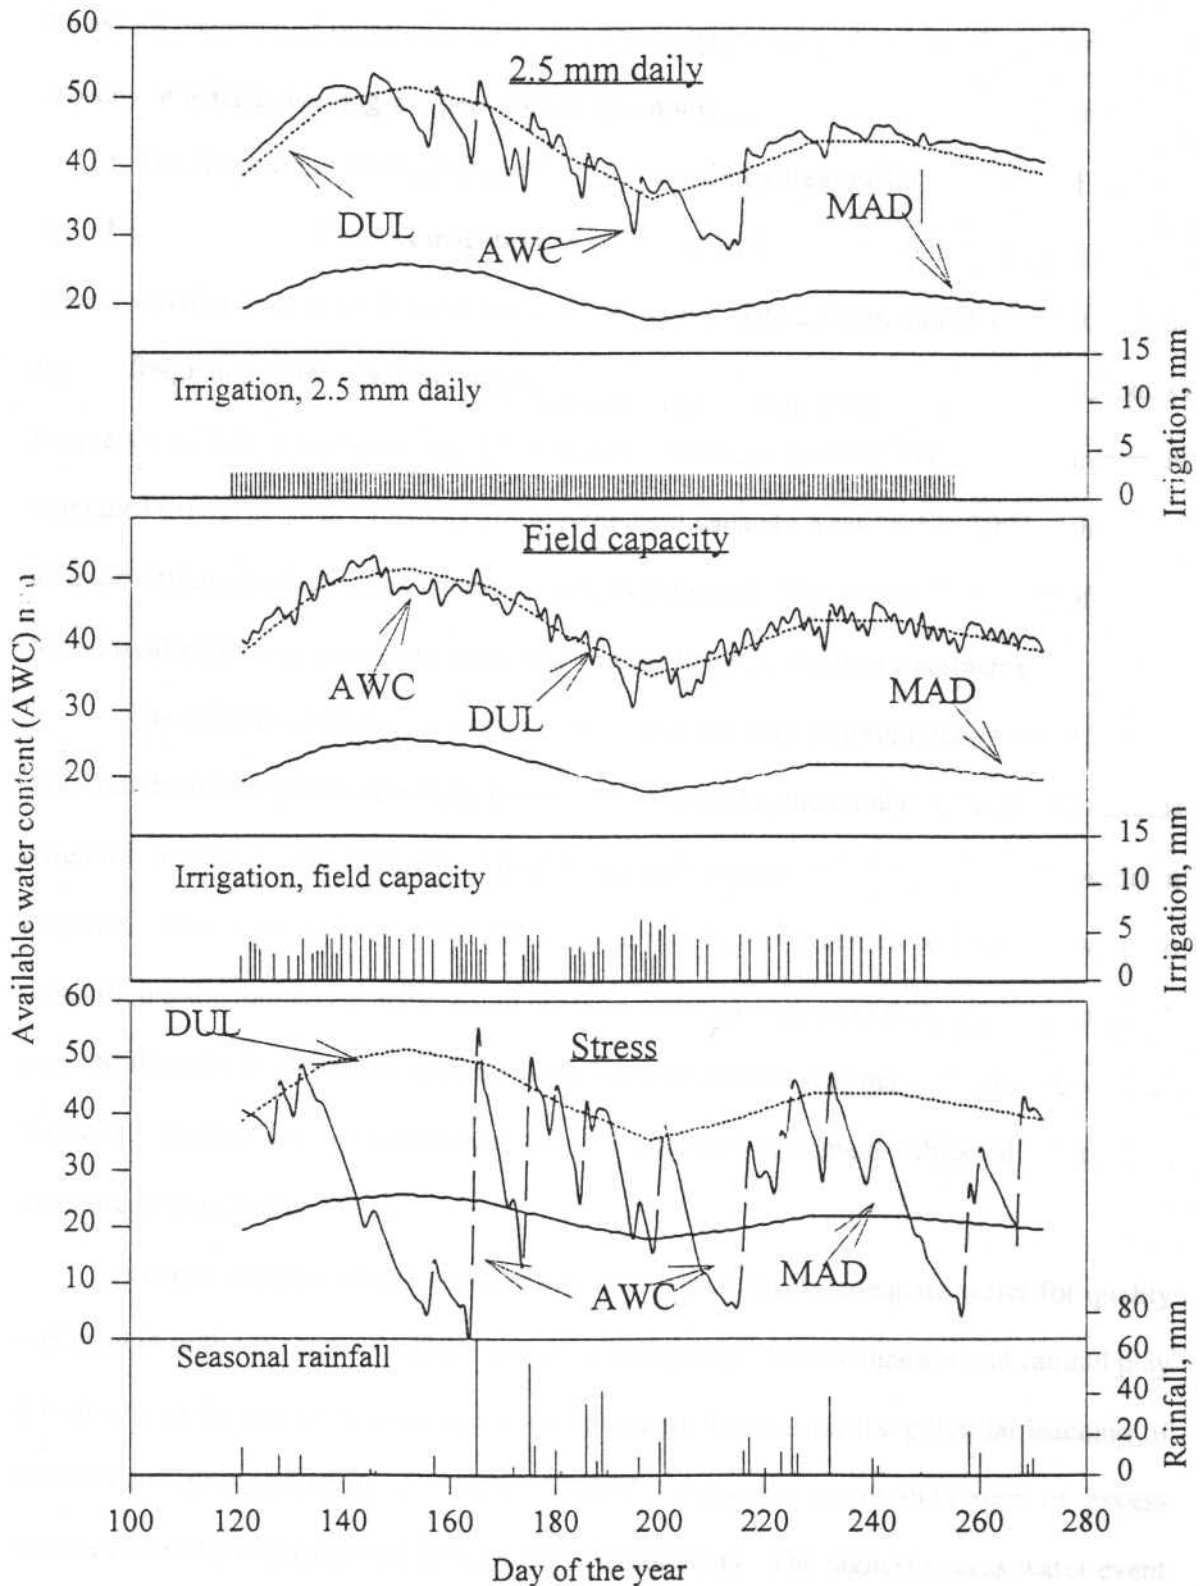 60
2.5 mm daily
50
40
DUL
MAD
30
AWC
20
15
Irrigation, 2.5 mm daily
10
5
0
Irrigation, mm
Field capacity
50
40
AWC
DUL
MAD
30
20
15
Irrigation, field capacity
10
5
0
Irrigation, mm
Available water content (AWC)
60
DUL
Stress
50
40
30
20
10
0
AWC
MAD
80
60
40
20
0
Rainfall, mm
Seasonal rainfall
100 120 140 160 180 200 220 240 260 280
Day of the year